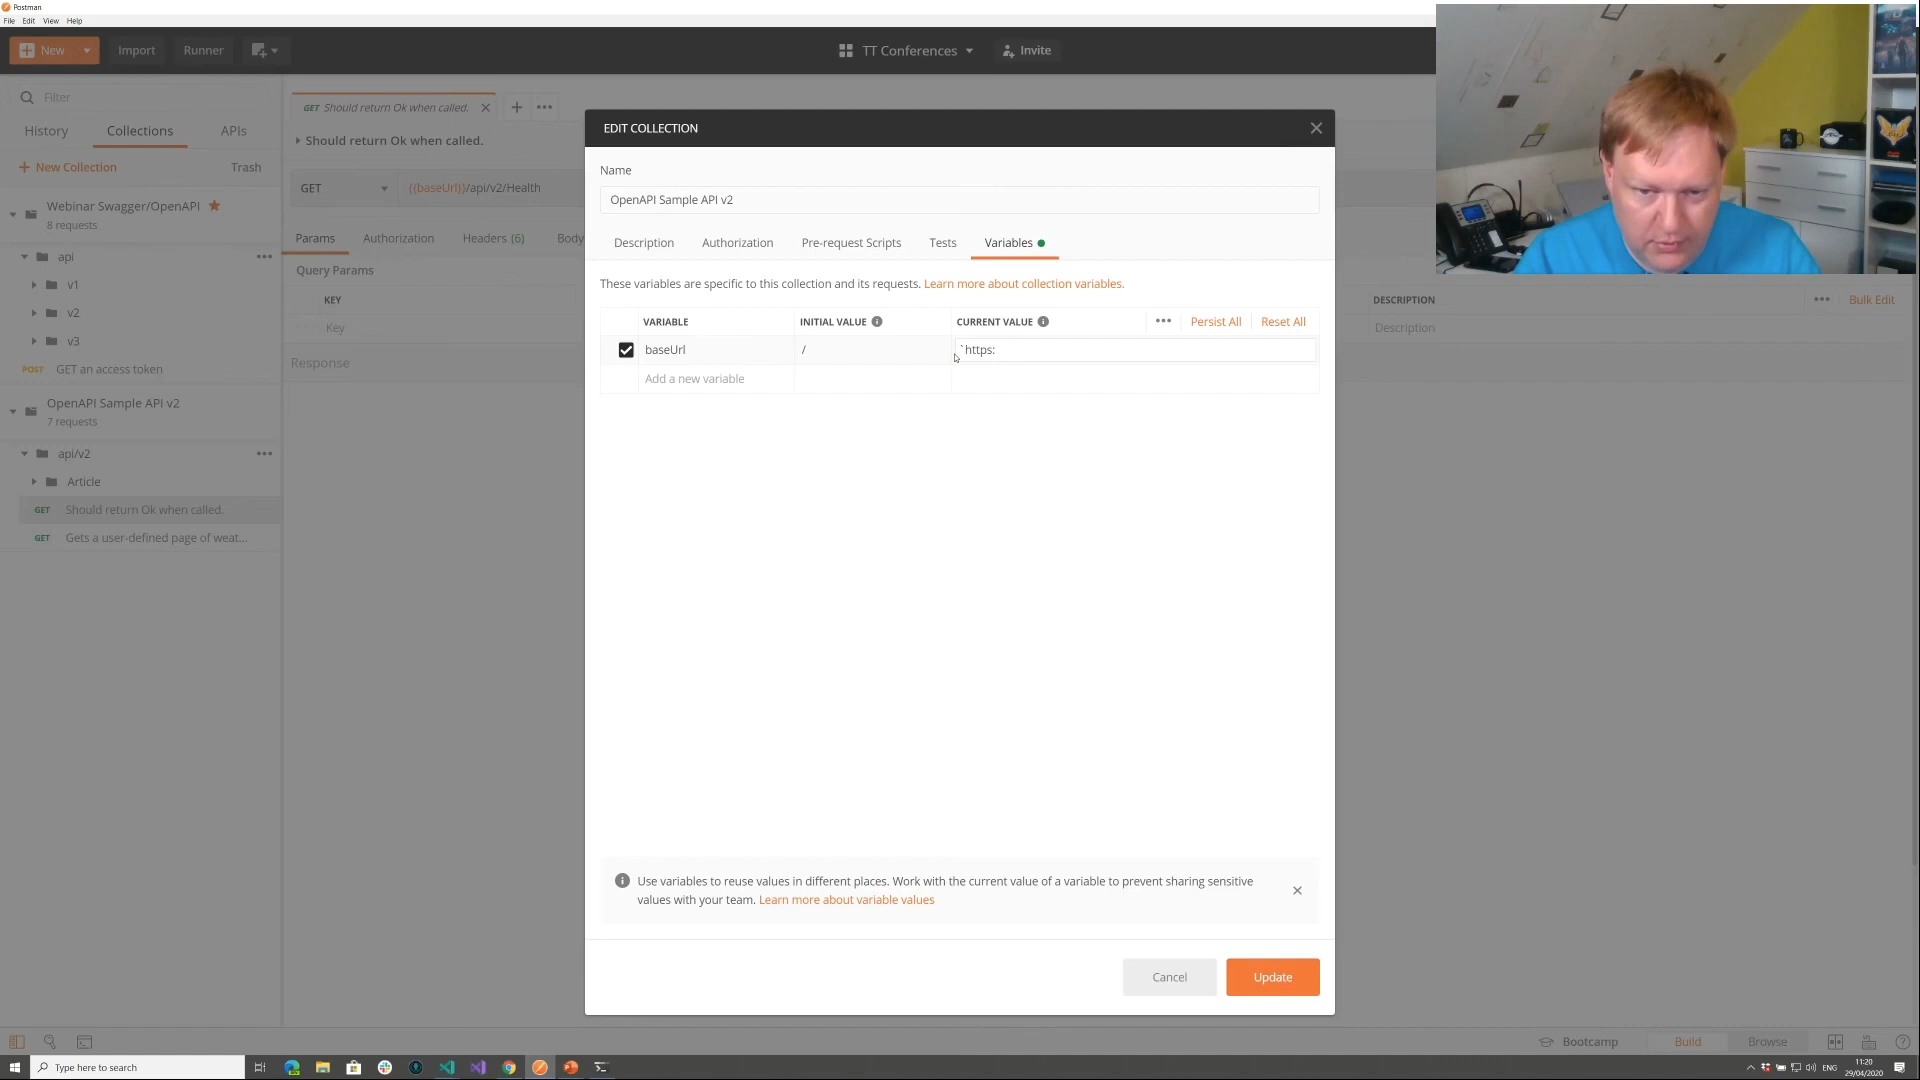 Postman
File Edit View Help
New Import Runner TT Conferences Invite
Filter
History Collections APIs
+ New Collection Trash
Webinar Swagger/OpenAPI
8 requests
api
v1
v2
v3
POST GET an access token
OpenAPI Sample API v2
7 requests
api/v2
Article
GET Should return Ok when called.
GET Gets a user-defined page of weat...
GET Should return Ok when called.
Should return Ok when called.
GET {{baseUrl}}/api/v2/Health
Params Authorization Headers (6) Body
Query Params
KEY
Key
Response
DESCRIPTION Bulk Edit
Description
EDIT COLLECTION
Name
OpenAPI Sample API v2
Description Authorization Pre-request Scripts Tests Variables
These variables are specific to this collection and its requests. Learn more about collection variables.
VARIABLE INITIAL VALUE CURRENT VALUE Persist All Reset All
baseUrl / `https:
Add a new variable
Use variables to reuse values in different places. Work with the current value of a variable to prevent sharing sensitive
values with your team. Learn more about variable values
Cancel Update
Bootcamp Build Browse
Type here to search
ENG
11:20
29/04/2020